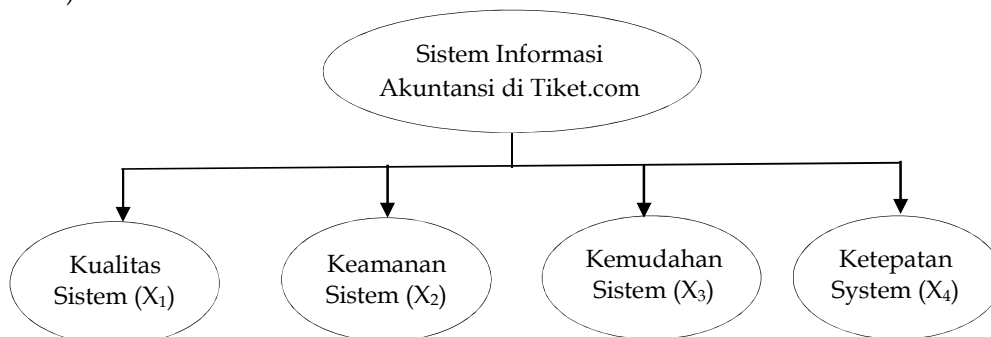 Sistem Informasi
Akuntansi di Tiket.com
Kualitas
Sistem (X₁)
Keamanan
Sistem (X₂)
Kemudahan
Sistem (X₃)
Ketepatan
System (X₄)